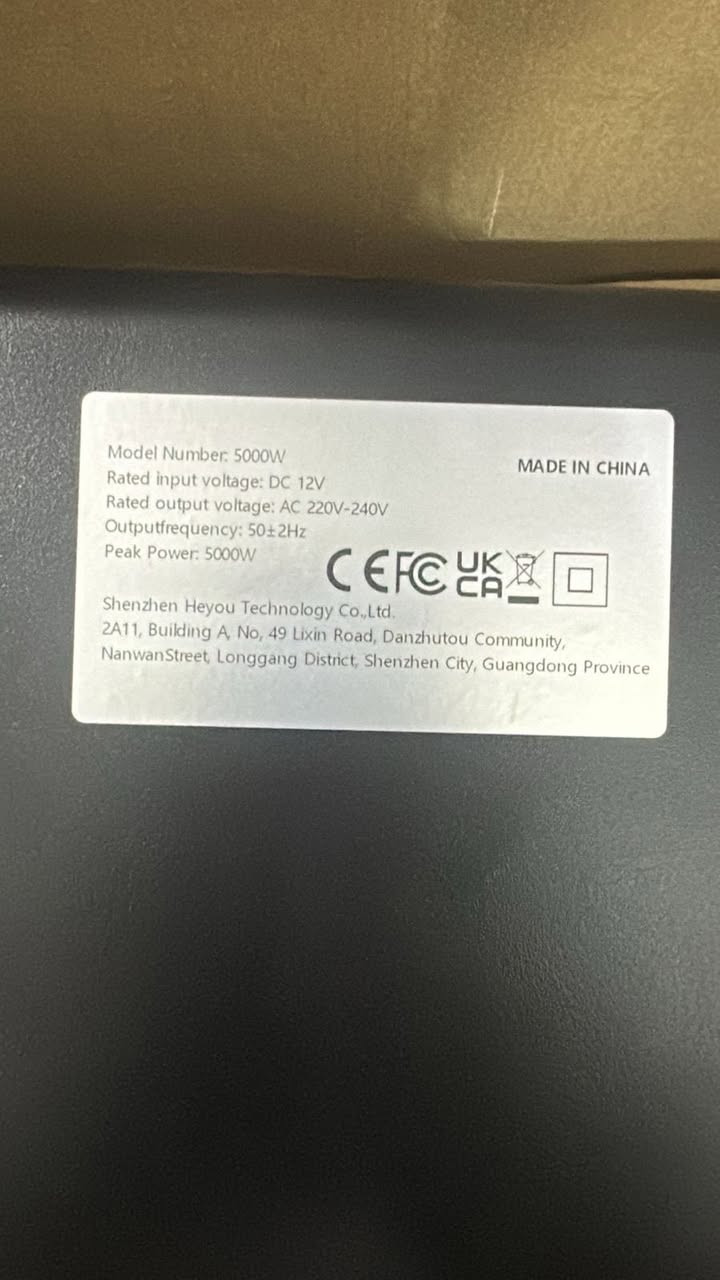 Model Number: 5000W
MADE IN CHINA
Rated input voltage: DC 12V
Rated output voltage: AC 220V-240V
Outputfrequency: 50±2Hz
Peak Power: 5000W
CE FC UK CA
Shenzhen Heyou Technology Co.,Ltd.
2A11, Building A, No, 49 Lixin Road, Danzhutou Community,
NanwanStreet, Longgang District, Shenzhen City, Guangdong Province